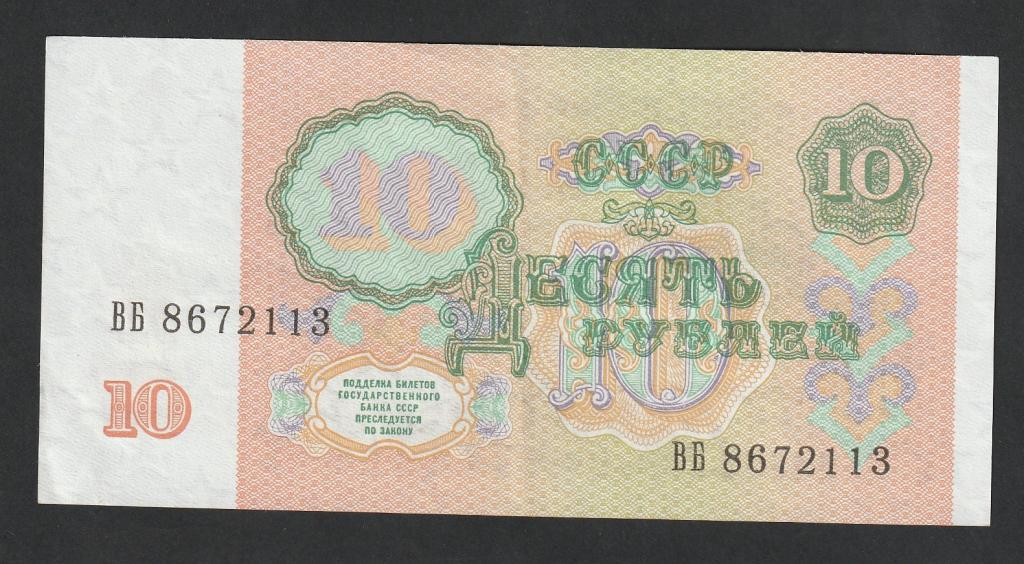 10
СССР
10
10
ДЕСЯТЬ
РУБЛЕЙ
ВБ 8672113
10
ПОДДЕЛКА БИЛЕТОВ
ГОСУДАРСТВЕННОГО
БАНКА СССР
ПРЕСЛЕДУЕТСЯ
ПО ЗАКОНУ
ВБ 8672113